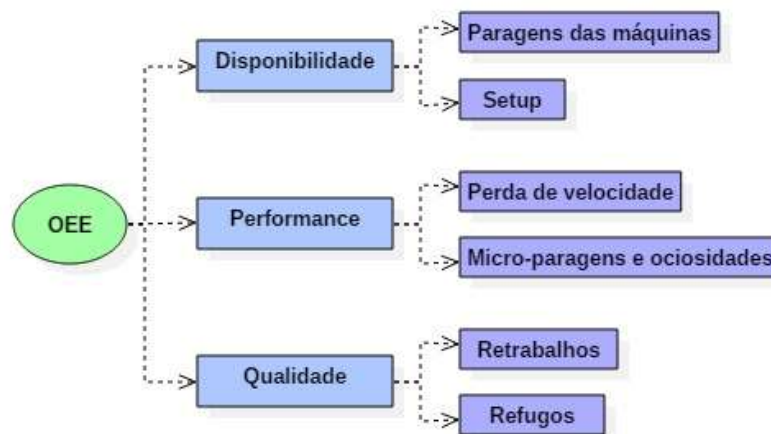 OEE
Disponibilidade
Paragens das máquinas
Setup
Performance
Perda de velocidade
Micro-paragens e ociosidades
Qualidade
Retrabalhos
Refugos